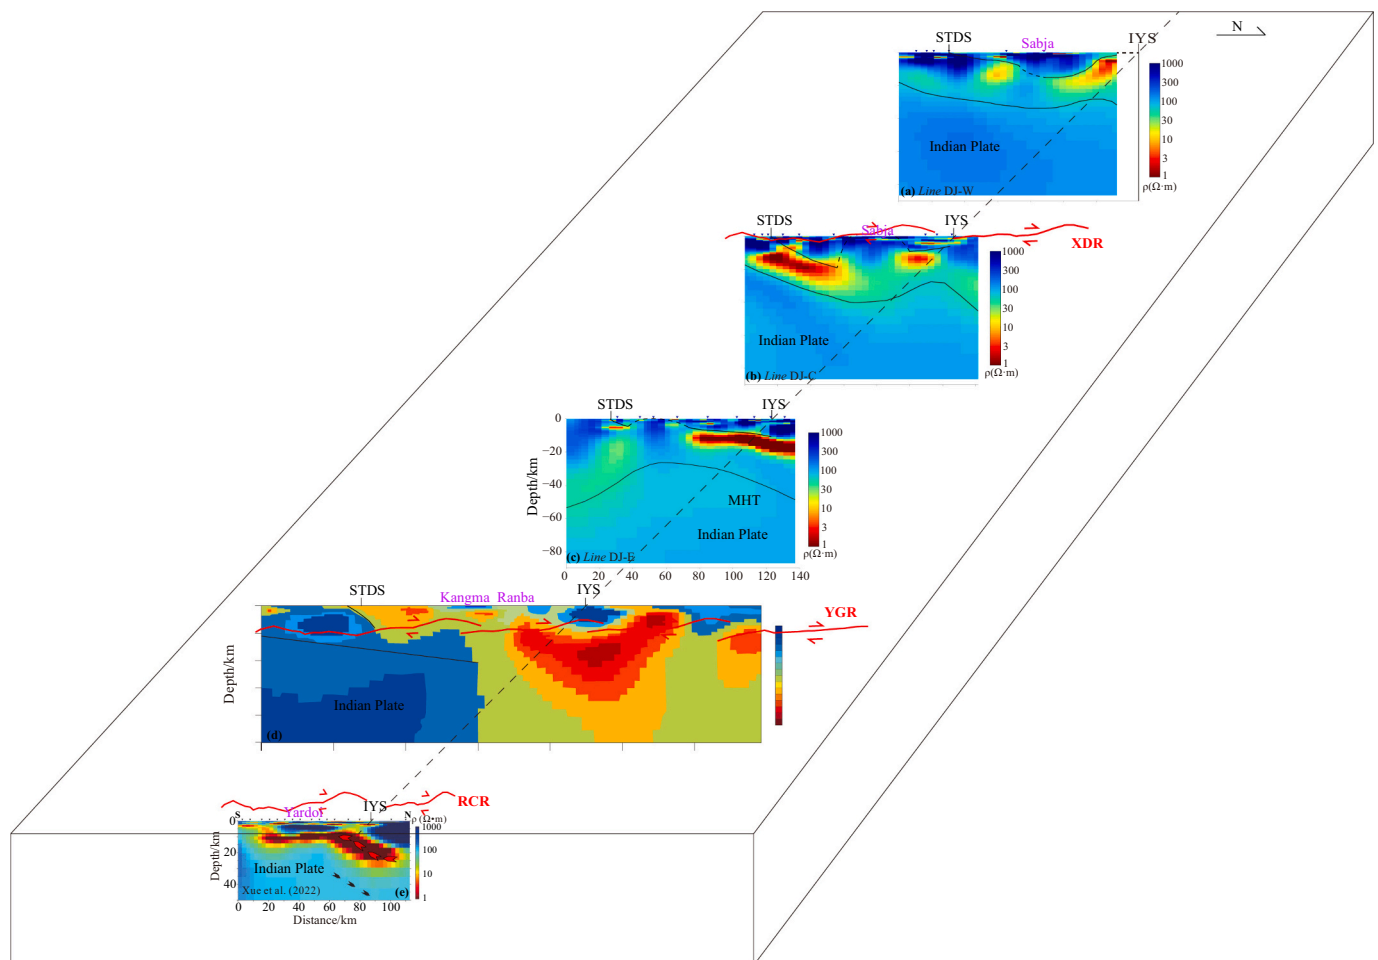 N
STDS Sabja IYS
1000
300
100
30
10
3
1
ρ(Ω·m)
Indian Plate
(a) Line DJ-W
STDS Sabja IYS
XDR
1000
300
100
30
10
3
1
ρ(Ω·m)
Indian Plate
(b) Line DJ-C
STDS IYS
Depth/km
0
−20
−40
−60
−80
1000
300
100
30
10
3
1
ρ(Ω·m)
MHT
Indian Plate
(c) Line DJ-E
0 20 40 60 80 100 120 140
STDS Kangma Ranba IYS
YGR
Depth/km
Indian Plate
(d)
RCR
Yardoi IYS
S N
ρ (Ω•m)
1000
100
10
1
Depth/km
0
20
40
Indian Plate
Xue et al. (2022)
(e)
0 20 40 60 80 100
Distance/km